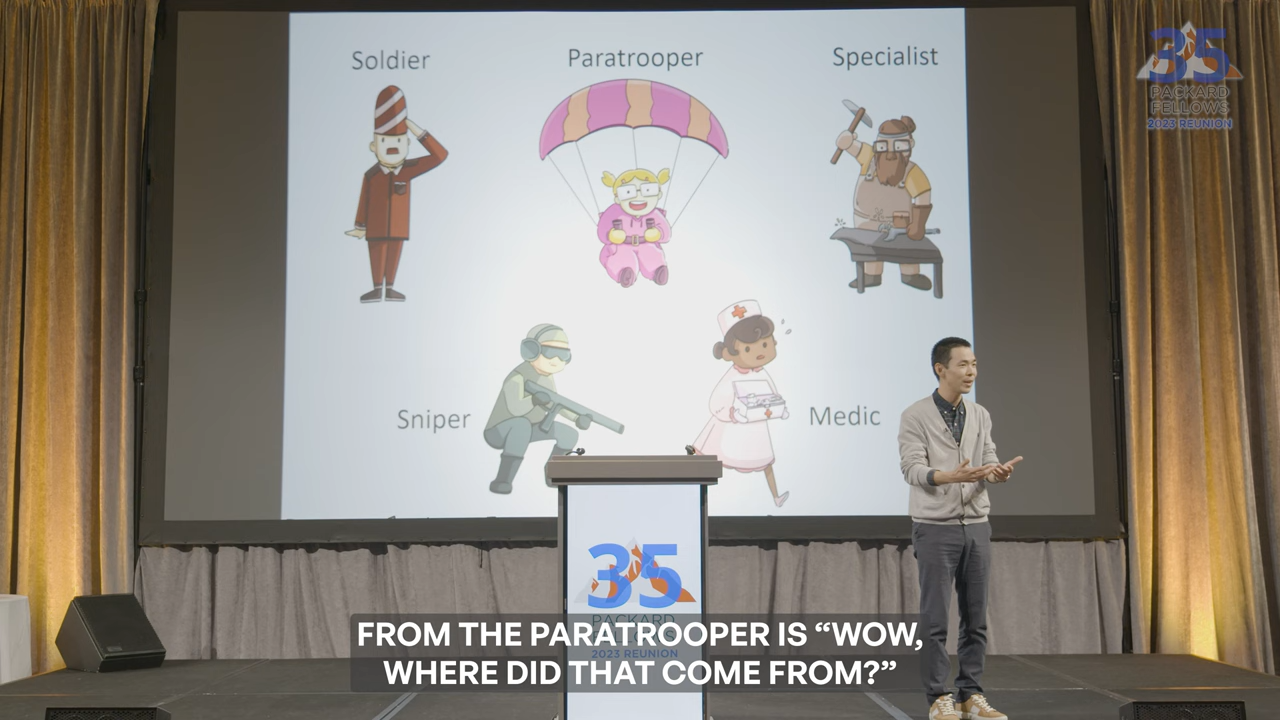 Soldier
Paratrooper
Specialist
Sniper
Medic
35
PACKARD
FELLOWS
2023 REUNION
35
PACKARD
2023 REUNION
FROM THE PARATROOPER IS “WOW,
WHERE DID THAT COME FROM?”